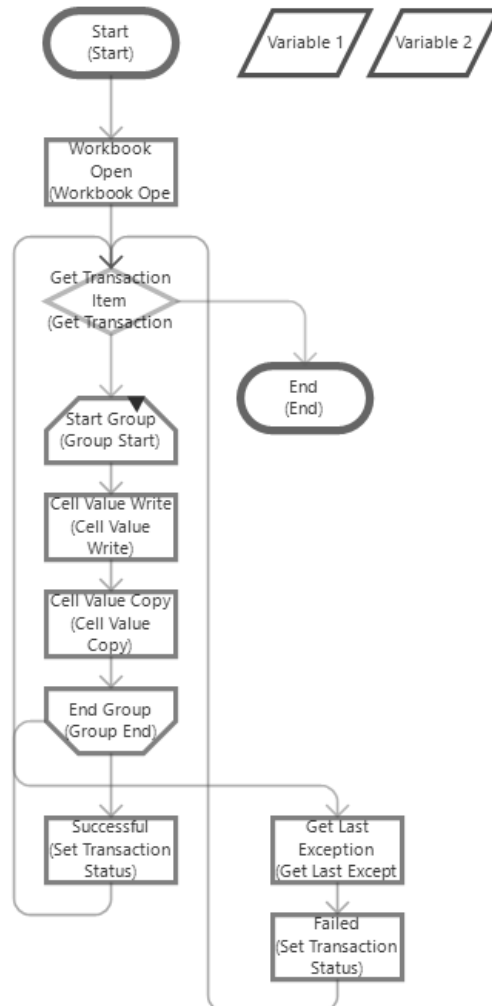 Start
(Start)
Variable 1
Variable 2
Workbook
Open
(Workbook Ope
Get Transaction
Item
(Get Transaction
End
(End)
Start Group
(Group Start)
Cell Value Write
(Cell Value
Write)
Cell Value Copy
(Cell Value
Copy)
End Group
(Group End)
Successful
(Set Transaction
Status)
Get Last
Exception
(Get Last Except
Failed
(Set Transaction
Status)